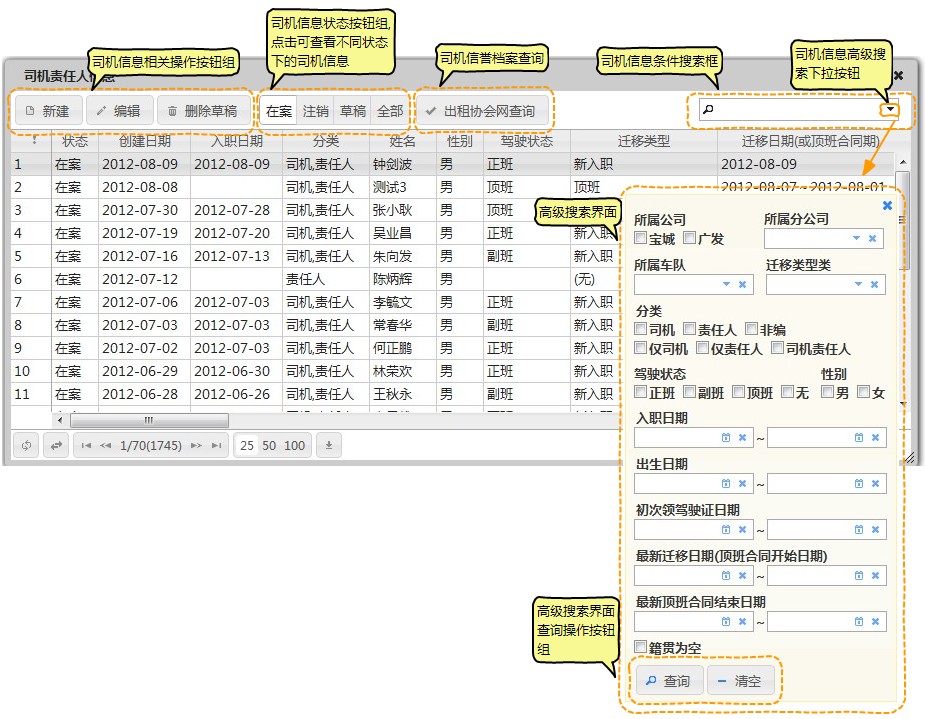 司机信息状态按钮组,
点击可查看不同状态
下的司机信息
司机信息相关操作按钮组
司机信誉档案查询
司机信息条件搜索框
司机信息高级搜
索下拉按钮
司机责任人信息
新建 编辑 删除草稿 在案 注销 草稿 全部 出租协会网查询
状态 创建日期 入职日期 分类 姓名 性别 驾驶状态 迁移类型 迁移日期(或顶班合同期)
1 在案 2012-08-09 2012-08-09 司机,责任人 钟剑波 男 正班 新入职 2012-08-09
2 在案 2012-08-08 司机,责任人 测试3 男 顶班 顶班 2012-08-07~2012-08-01
3 在案 2012-07-30 2012-07-28 司机,责任人 张小耿 男 顶班
4 在案 2012-07-19 2012-07-20 司机,责任人 吴业昌 男 正班 新入职
5 在案 2012-07-16 2012-07-13 司机,责任人 朱向发 男 副班 新入职
6 在案 2012-07-12 责任人 陈炳辉 男 (无)
7 在案 2012-07-06 2012-07-03 司机,责任人 李毓文 男 正班 新入职
8 在案 2012-07-03 2012-07-03 司机,责任人 常春华 男 副班 新入职
9 在案 2012-07-02 2012-07-03 司机,责任人 何正鹏 男 正班 新入职
10 在案 2012-06-29 2012-06-30 司机,责任人 林荣欢 男 正班 新入职
11 在案 2012-06-28 2012-06-26 司机,责任人 王秋永 男 副班 新入职
1/70(1745) 25 50 100
高级搜索界面
所属公司 所属分公司
宝城 广发
所属车队 迁移类型类
分类
司机 责任人 非编
仅司机 仅责任人 司机责任人
驾驶状态 性别
正班 副班 顶班 无 男 女
入职日期
~
出生日期
~
初次领驾驶证日期
~
最新迁移日期(顶班合同开始日期)
~
最新顶班合同结束日期
~
籍贯为空
查询 清空
高级搜索界面
查询操作按钮
组